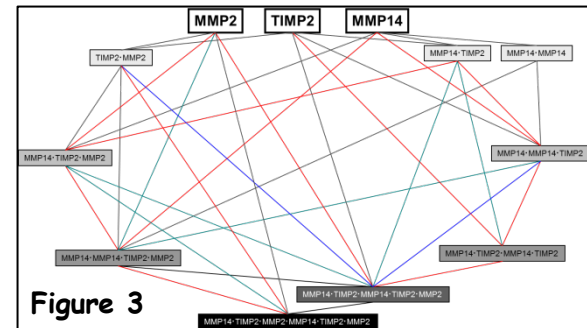 MMP2 TIMP2 MMP14
TIMP2·MMP2 MMP14·TIMP2 MMP14·MMP14
MMP14·TIMP2·MMP2 MMP14·MMP14·TIMP2
MMP14·MMP14·TIMP2·MMP2 MMP14·TIMP2·MMP14·TIMP2
MMP14·TIMP2·MMP14·TIMP2·MMP2
Figure 3
MMP14·TIMP2·MMP2·MMP14·TIMP2·MMP2